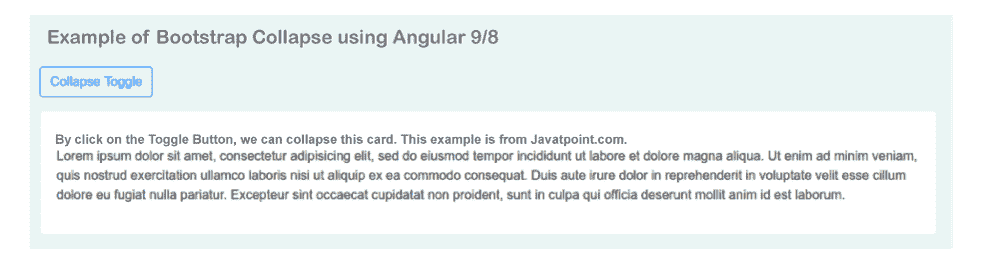 Example of Bootstrap Collapse using Angular 9/8
Collapse Toggle
By click on the Toggle Button, we can collapse this card. This example is from Javatpoint.com.
Lorem ipsum dolor sit amet, consectetur adipisicing elit, sed do eiusmod tempor incididunt ut labore et dolore magna aliqua. Ut enim ad minim veniam,
quis nostrud exercitation ullamco laboris nisi ut aliquip ex ea commodo consequat. Duis aute irure dolor in reprehenderit in voluptate velit esse cillum
dolore eu fugiat nulla pariatur. Excepteur sint occaecat cupidatat non proident, sunt in culpa qui officia deserunt mollit anim id est laborum.